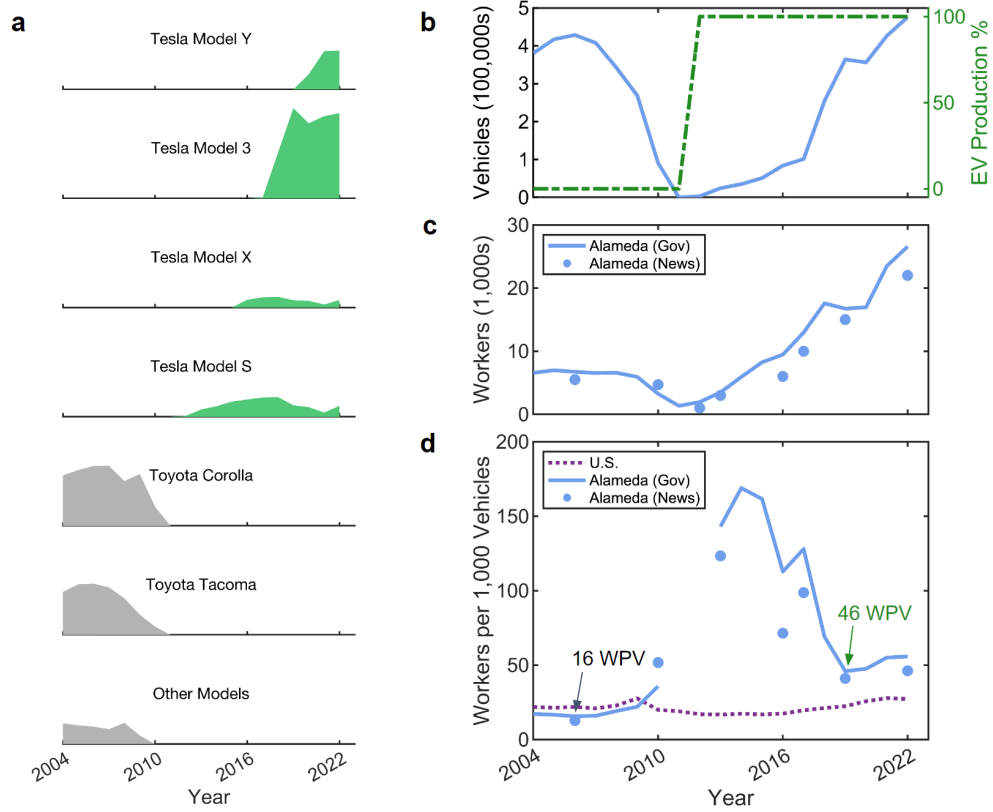 a
Tesla Model Y
Tesla Model 3
Tesla Model X
Tesla Model S
Toyota Corolla
Toyota Tacoma
Other Models
2004 2010 2016 2022
Year
b
Vehicles (100,000s)
5
4
3
2
1
0
100
50
0
EV Production %
c
Workers (1,000s)
30
20
10
0
Alameda (Gov)
Alameda (News)
d
Workers per 1,000 Vehicles
200
150
100
50
0
U.S.
Alameda (Gov)
Alameda (News)
16 WPV
46 WPV
2004 2010 2016 2022
Year